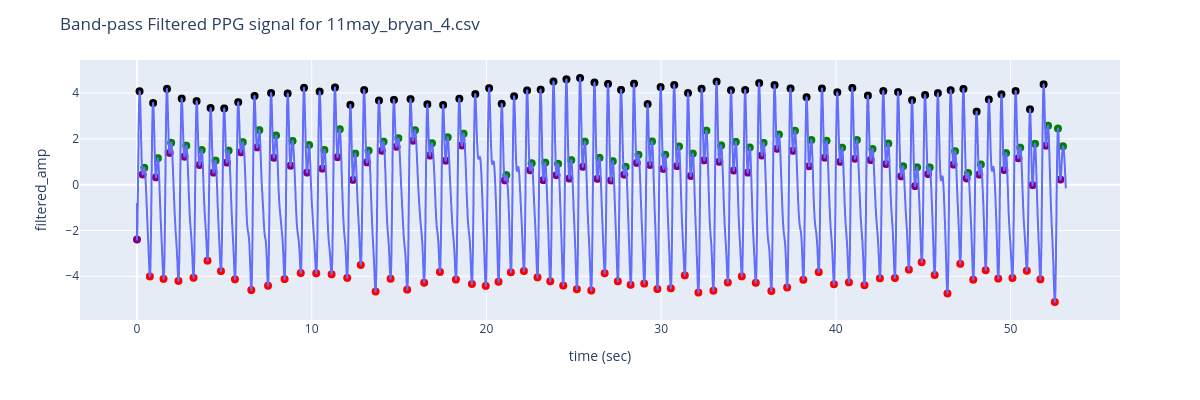 Band-pass Filtered PPG signal for 11may_bryan_4.csv
4
2
0
−2
−4
filtered_amp
0 10 20 30 40 50
time (sec)